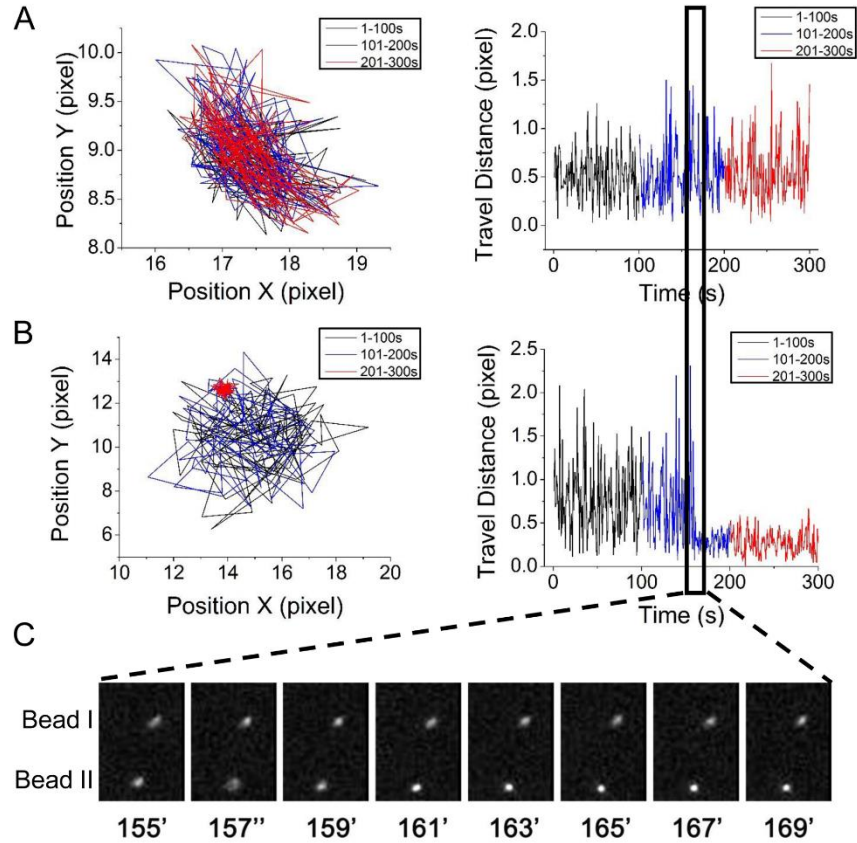 A
Position Y (pixel)
10.0
9.5
9.0
8.5
8.0
16 17 18 19
Position X (pixel)
1-100s
101-200s
201-300s
Travel Distance (pixel)
2.0
1.5
1.0
0.5
0.0
0 100 200 300
Time (s)
1-100s
101-200s
201-300s
B
Position Y (pixel)
14
12
10
8
6
10 12 14 16 18 20
Position X (pixel)
1-100s
101-200s
201-300s
Travel Distance (pixel)
2.5
2.0
1.5
1.0
0.5
0.0
0 100 200 300
Time (s)
1-100s
101-200s
201-300s
C
Bead I
Bead II
155' 157'' 159' 161' 163' 165' 167' 169'